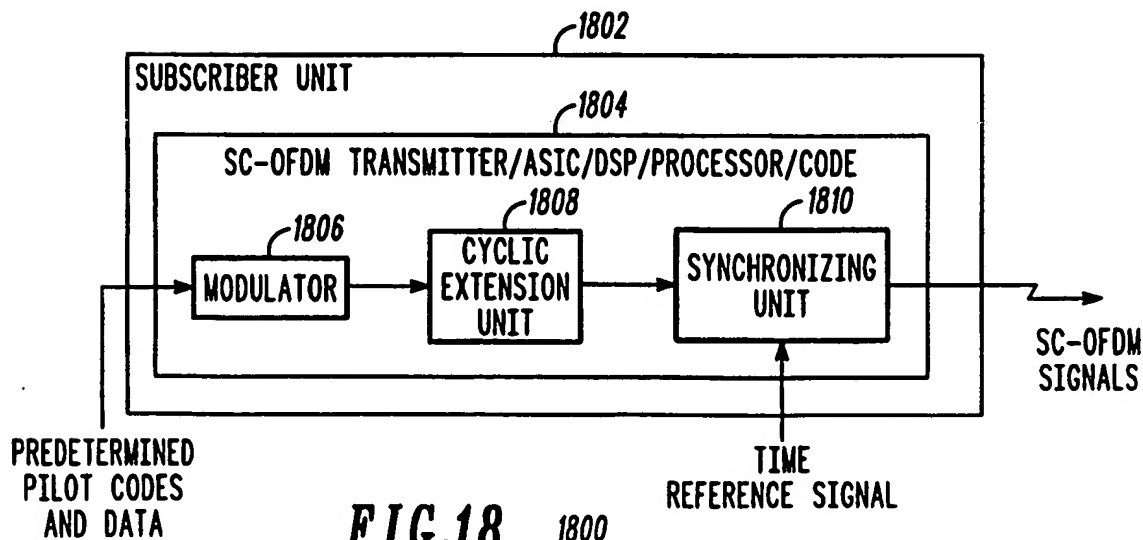 1802
SUBSCRIBER UNIT
1804
SC-OFDM TRANSMITTER/ASIC/DSP/PROCESSOR/CODE
1806
MODULATOR
1808
CYCLIC
EXTENSION
UNIT
1810
SYNCHRONIZING
UNIT
SC-OFDM
SIGNALS
PREDETERMINED
PILOT CODES
AND DATA
TIME
REFERENCE SIGNAL
FIG.18 1800